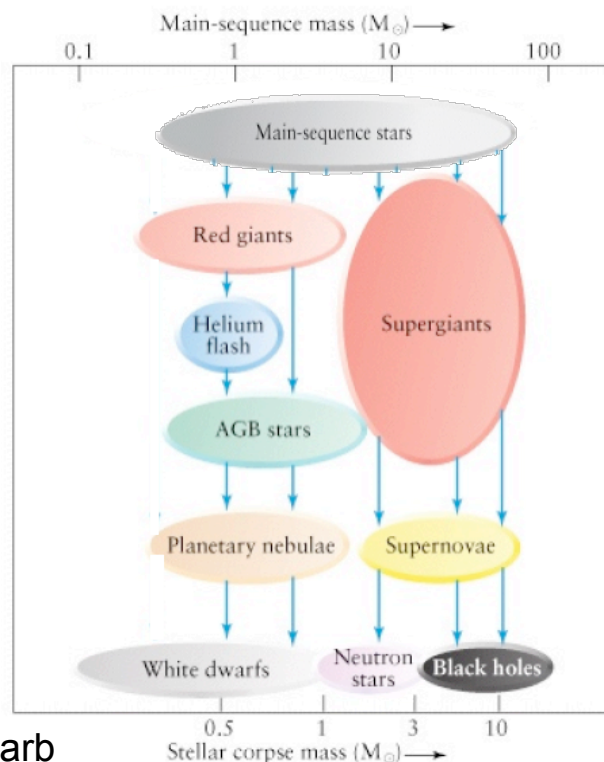 Main-sequence mass (M☉) →
0.1 1 10 100
Main-sequence stars
Red giants
Helium
flash
Supergiants
AGB stars
Planetary nebulae
Supernovae
White dwarfs
Neutron
stars
Black holes
0.5 1 3 10
arb
Stellar corpse mass (M☉) →